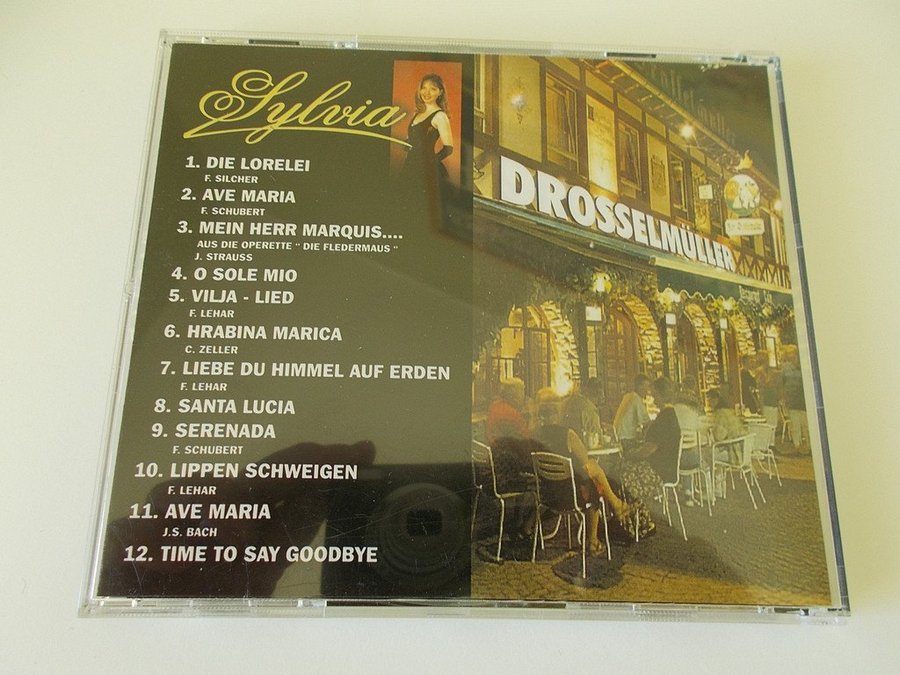 Sylvia
1. DIE LORELEI
F. SILCHER
2. AVE MARIA
F. SCHUBERT
3. MEIN HERR MARQUIS....
AUS DIE OPERETTE " DIE FLEDERMAUS "
J. STRAUSS
4. O SOLE MIO
5. VILJA - LIED
F. LEHAR
6. HRABINA MARICA
C. ZELLER
7. LIEBE DU HIMMEL AUF ERDEN
F. LEHAR
8. SANTA LUCIA
9. SERENADA
F. SCHUBERT
10. LIPPEN SCHWEIGEN
F. LEHAR
11. AVE MARIA
J.S. BACH
12. TIME TO SAY GOODBYE
DROSSELMÜLLER